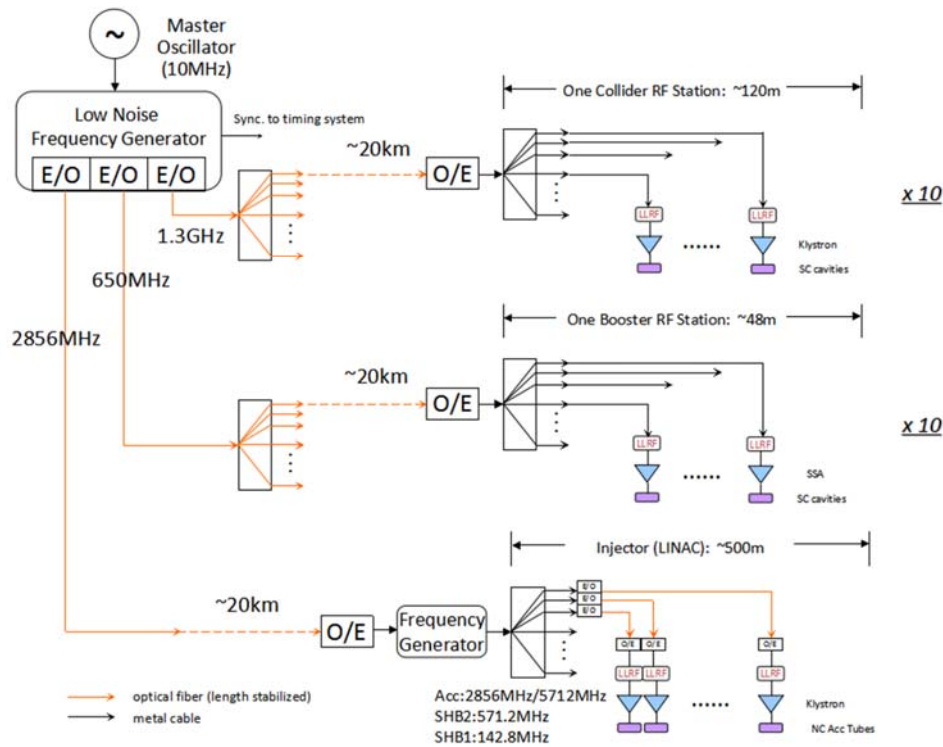 ~
Master
Oscillator
(10MHz)
Low Noise
Frequency Generator
E/O E/O E/O
Sync. to timing system
One Collider RF Station: ~120m
~20km
O/E
1.3GHz
LLRF
LLRF
......
Klystron
SC cavities
x 10
650MHz
2856MHz
One Booster RF Station: ~48m
~20km
O/E
LLRF
LLRF
......
SSA
SC cavities
x 10
Injector (LINAC): ~500m
~20km
O/E
Frequency
Generator
E/O
E/O
E/O
O/E O/E O/E
LLRF LLRF LLRF
......
Klystron
NC Acc Tubes
Acc:2856MHz/5712MHz
SHB2:571.2MHz
SHB1:142.8MHz
optical fiber (length stabilized)
metal cable